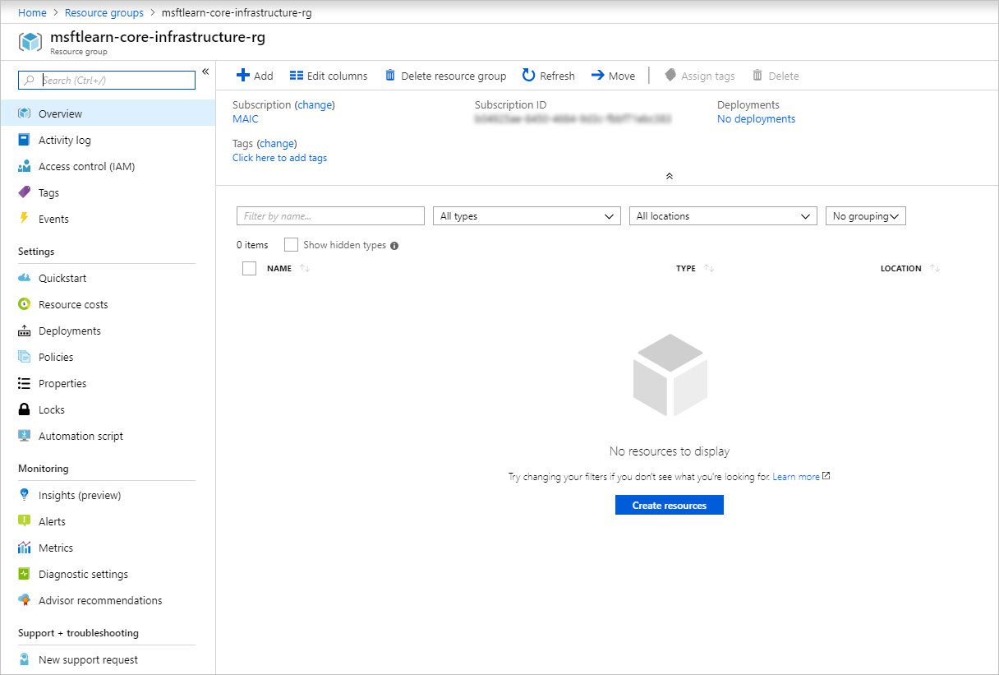 Home > Resource groups > msftlearn-core-infrastructure-rg
msftlearn-core-infrastructure-rg
Resource group
Search (Ctrl+/)
Overview
Activity log
Access control (IAM)
Tags
Events
Settings
Quickstart
Resource costs
Deployments
Policies
Properties
Locks
Automation script
Monitoring
Insights (preview)
Alerts
Metrics
Diagnostic settings
Advisor recommendations
Support + troubleshooting
New support request
Add Edit columns Delete resource group Refresh Move Assign tags Delete
Subscription (change) Subscription ID Deployments
MAIC No deployments
Tags (change)
Click here to add tags
Filter by name... All types All locations No grouping
0 items Show hidden types
NAME TYPE LOCATION
No resources to display
Try changing your filters if you don't see what you're looking for. Learn more
Create resources